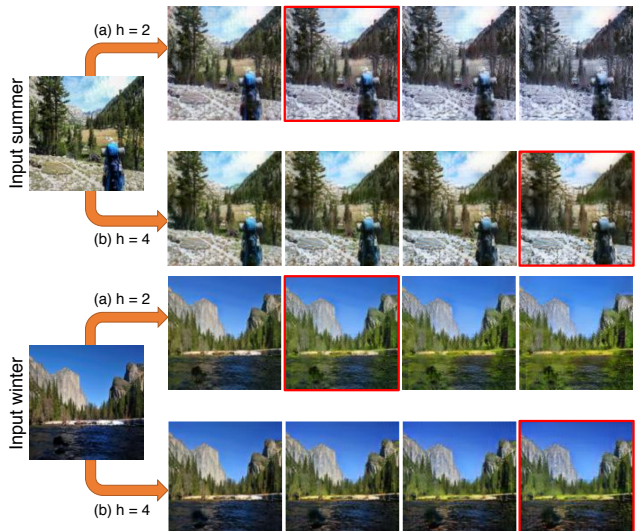 (a) h = 2
Input summer
(b) h = 4
(a) h = 2
Input winter
(b) h = 4